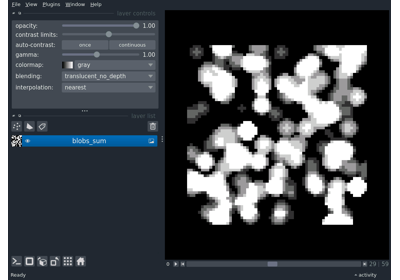 File View Plugins Window Help
layer controls
opacity: 1.00
contrast limits:
auto-contrast: once continuous
gamma: 1.00
colormap: gray
blending: translucent_no_depth
interpolation: nearest
layer list
blobs_sum
29 59
Ready
activity